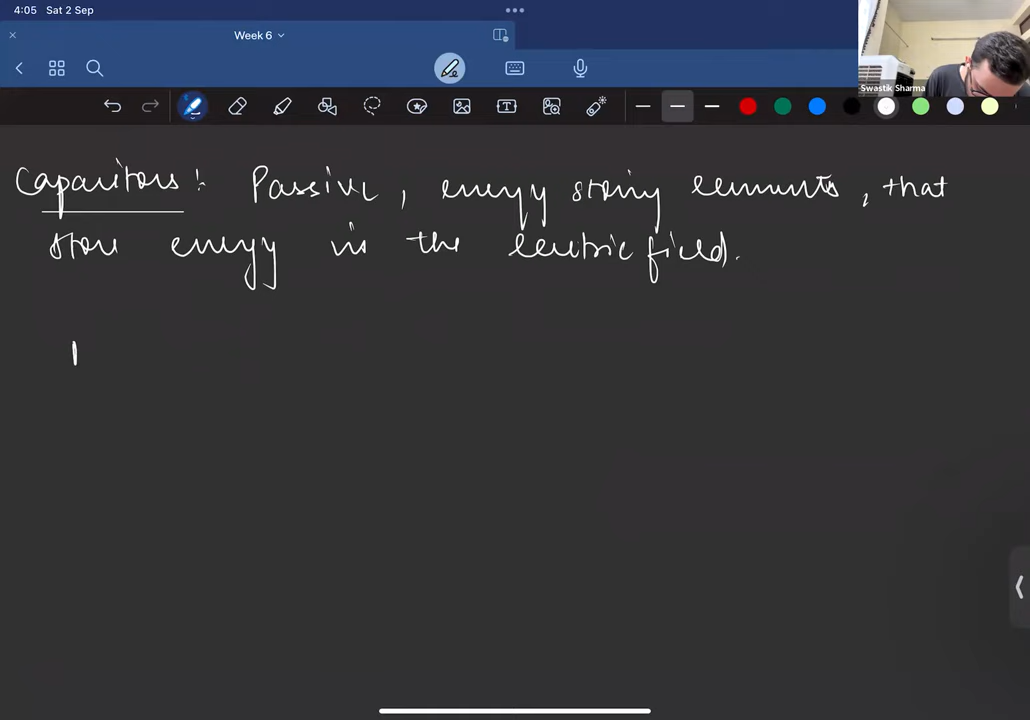 4:05 Sat 2 Sep
Week 6
Swastik Sharma
Capacitors: Passive, energy storing elements, that
store energy in the electric field.